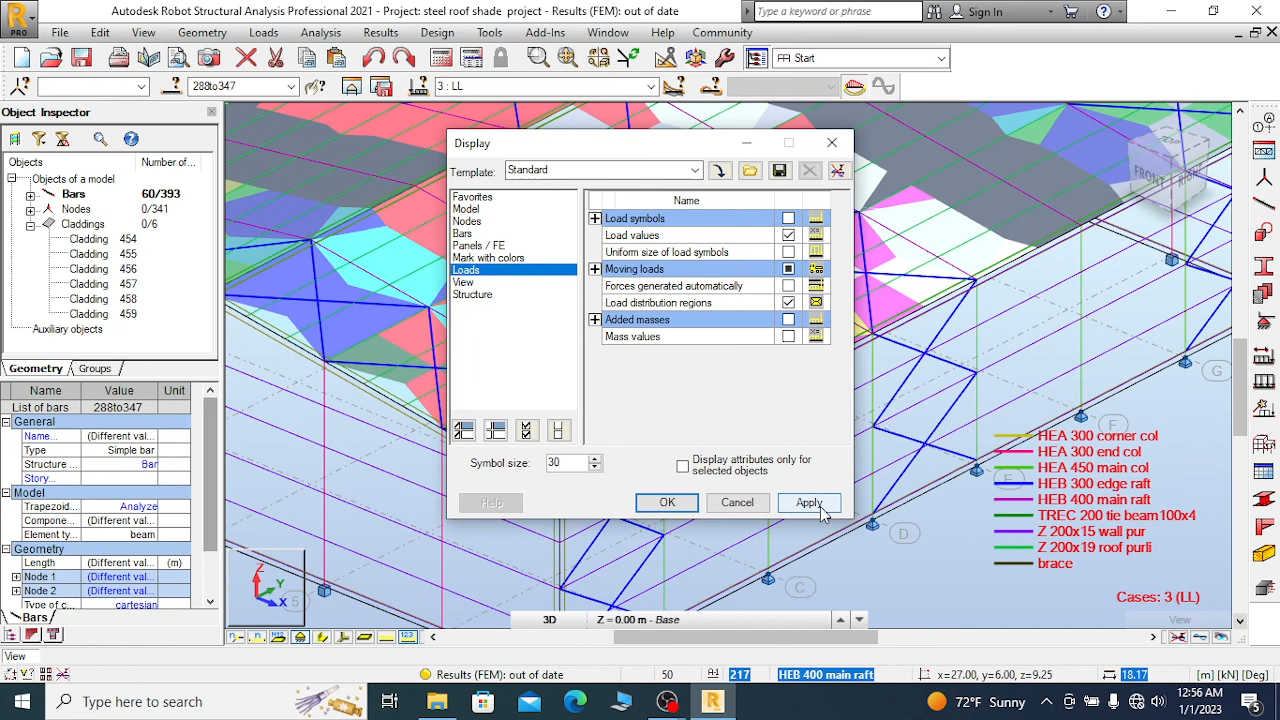 Autodesk Robot Structural Analysis Professional 2021 - Project: steel roof shade project - Results (FEM): out of date
Type a keyword or phrase
Sign In
PRO
File Edit View Geometry Loads Analysis Results Design Tools Add-Ins Window Help Community
Start
288to347
3 : LL
Object Inspector
Objects Number of...
Objects of a model
Bars 60/393
Nodes 0/341
Claddings 0/6
Cladding 454
Cladding 455
Cladding 456
Cladding 457
Cladding 458
Cladding 459
Auxiliary objects
Geometry Groups
Name Value Unit
List of bars 288to347
General
Name... (Different val...
Type Simple bar
Structure ... Bar
Story...
Model
Trapezoid... Analyze
Compone... (Different val...
Element ty... beam
Geometry
Length (Different val... (m)
Node 1 (Different val...
Node 2 (Different val...
Type of c... cartesian
Bars
View
Display
Template: Standard
Favorites
Model
Nodes
Bars
Panels / FE
Mark with colors
Loads
View
Structure
Name
Load symbols
Load values
Uniform size of load symbols
Moving loads
Forces generated automatically
Load distribution regions
Added masses
Mass values
Symbol size: 30
Display attributes only for
selected objects
Help OK Cancel Apply
FRONT RIGHT
G
F
E
D
C
5
Z
Y
X
HEA 300 corner col
HEA 300 end col
HEA 450 main col
HEB 300 edge raft
HEB 400 main raft
TREC 200 tie beam100x4
Z 200x15 wall pur
Z 200x19 roof purli
brace
Cases: 3 (LL)
View
3D Z = 0.00 m - Base
Results (FEM): out of date 50 217 HEB 400 main raft x=27.00, y=6.00, z=9.25 18.17 [m] [kN] [Deg]
Type here to search
72°F Sunny
12:56 AM
1/1/2023
5